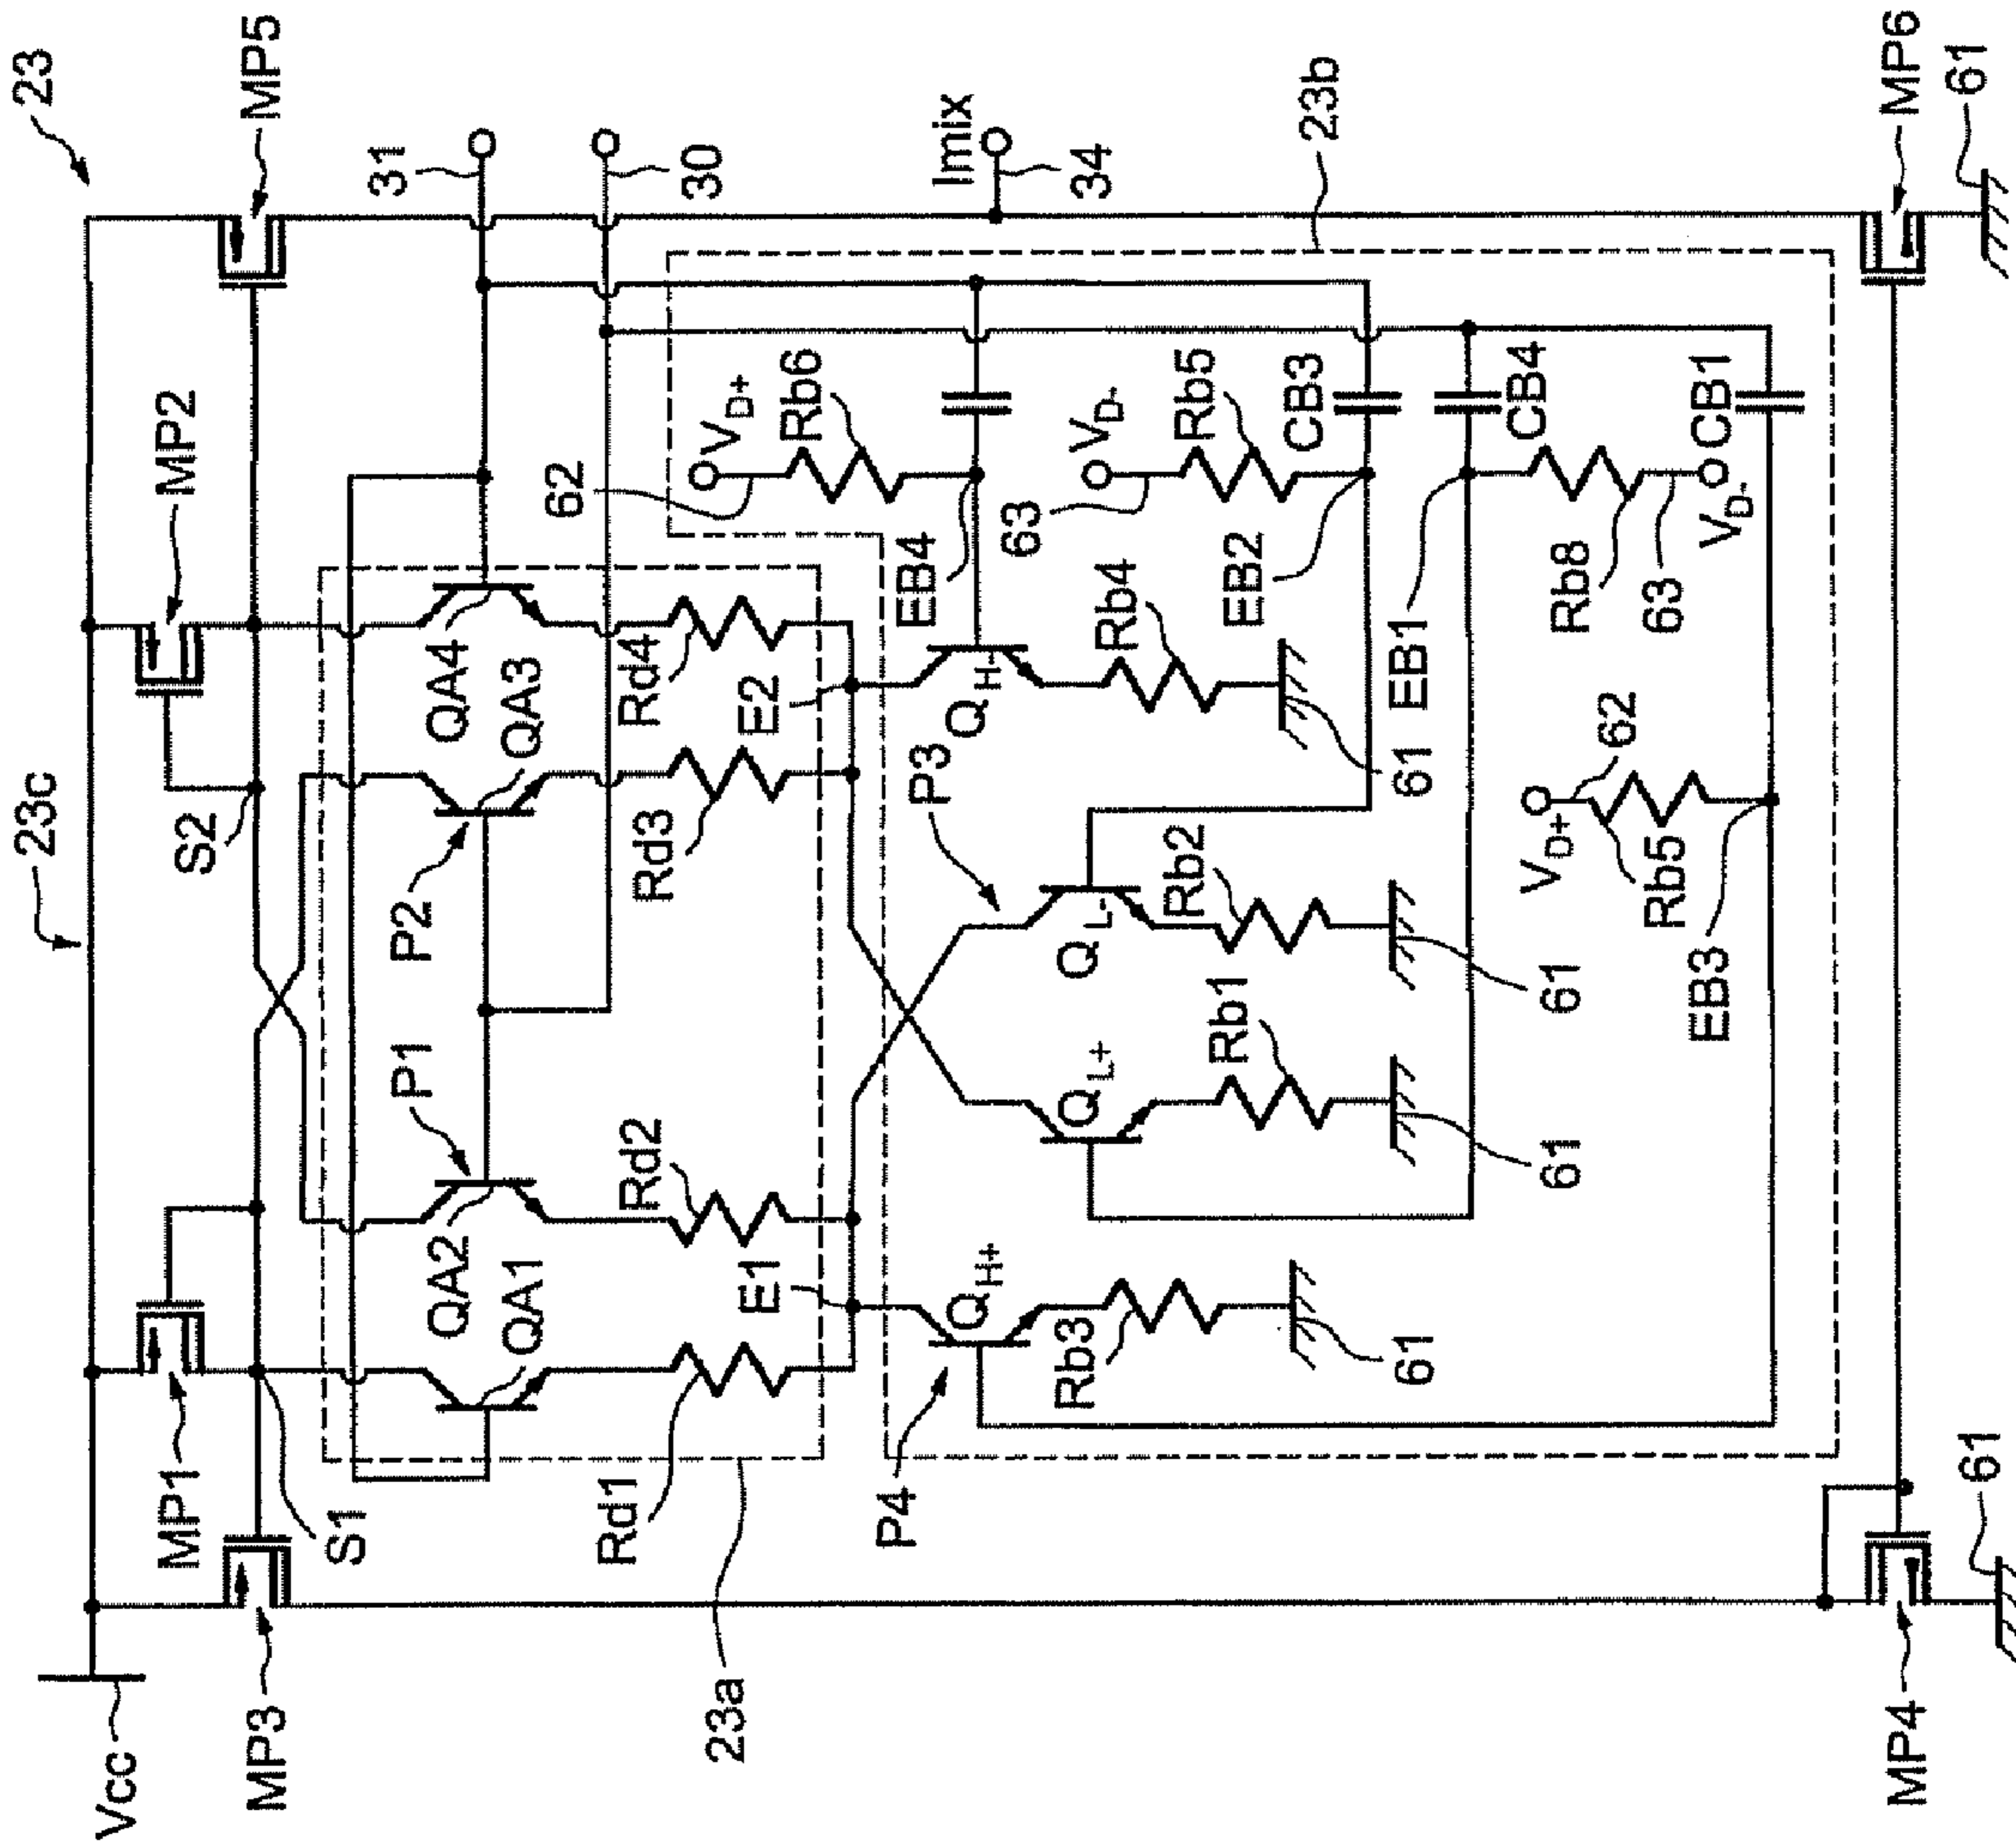 23
23c
MP5
MP2
S2
31
30
MP1
MP3
Vcc
S1
P1
P2
QA2
QA1
QA4
QA3
62
VD+
Rb6
Imix
34
23b
Rd1
Rd2
Rd3
Rd4
E1
E2
EB4
23a
63
VD-
Rb5
CB3
EB2
P4
QH+
QL+
QL-
QH-
P3
Rb3
Rb1
Rb2
Rb4
61
61
61
61
EB1
CB4
Rb8
63
VD-
CB1
VD+
62
Rb5
EB3
MP4
61
MP6
61